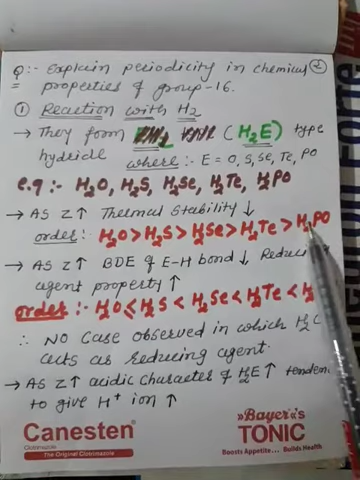 Q:- Explain periodicity in chemical ②
= properties of group-16.
① Reaction with H₂
→ They form (H₂E) type
hydride where :- E = O, S, Se, Te, PO
e.g :- H₂O, H₂S, H₂Se, H₂Te, H₂PO
→ AS Z↑ Thermal stability ↓
order:- H₂O > H₂S > H₂Se > H₂Te > H₂PO
→ AS Z↑ BDE of E-H bond ↓ Reducing
agent property ↑
order:- H₂O < H₂S < H₂Se < H₂Te < H₂
∴ No case observed in which H₂O
acts as reducing agent.
→ AS Z↑ acidic character of H₂E ↑ tenden
to give H⁺ ion ↑
Canesten®
Clotrimazole
The Original Clotrimazole
»Bayer's
TONIC
Boosts Appetite... Builds Health